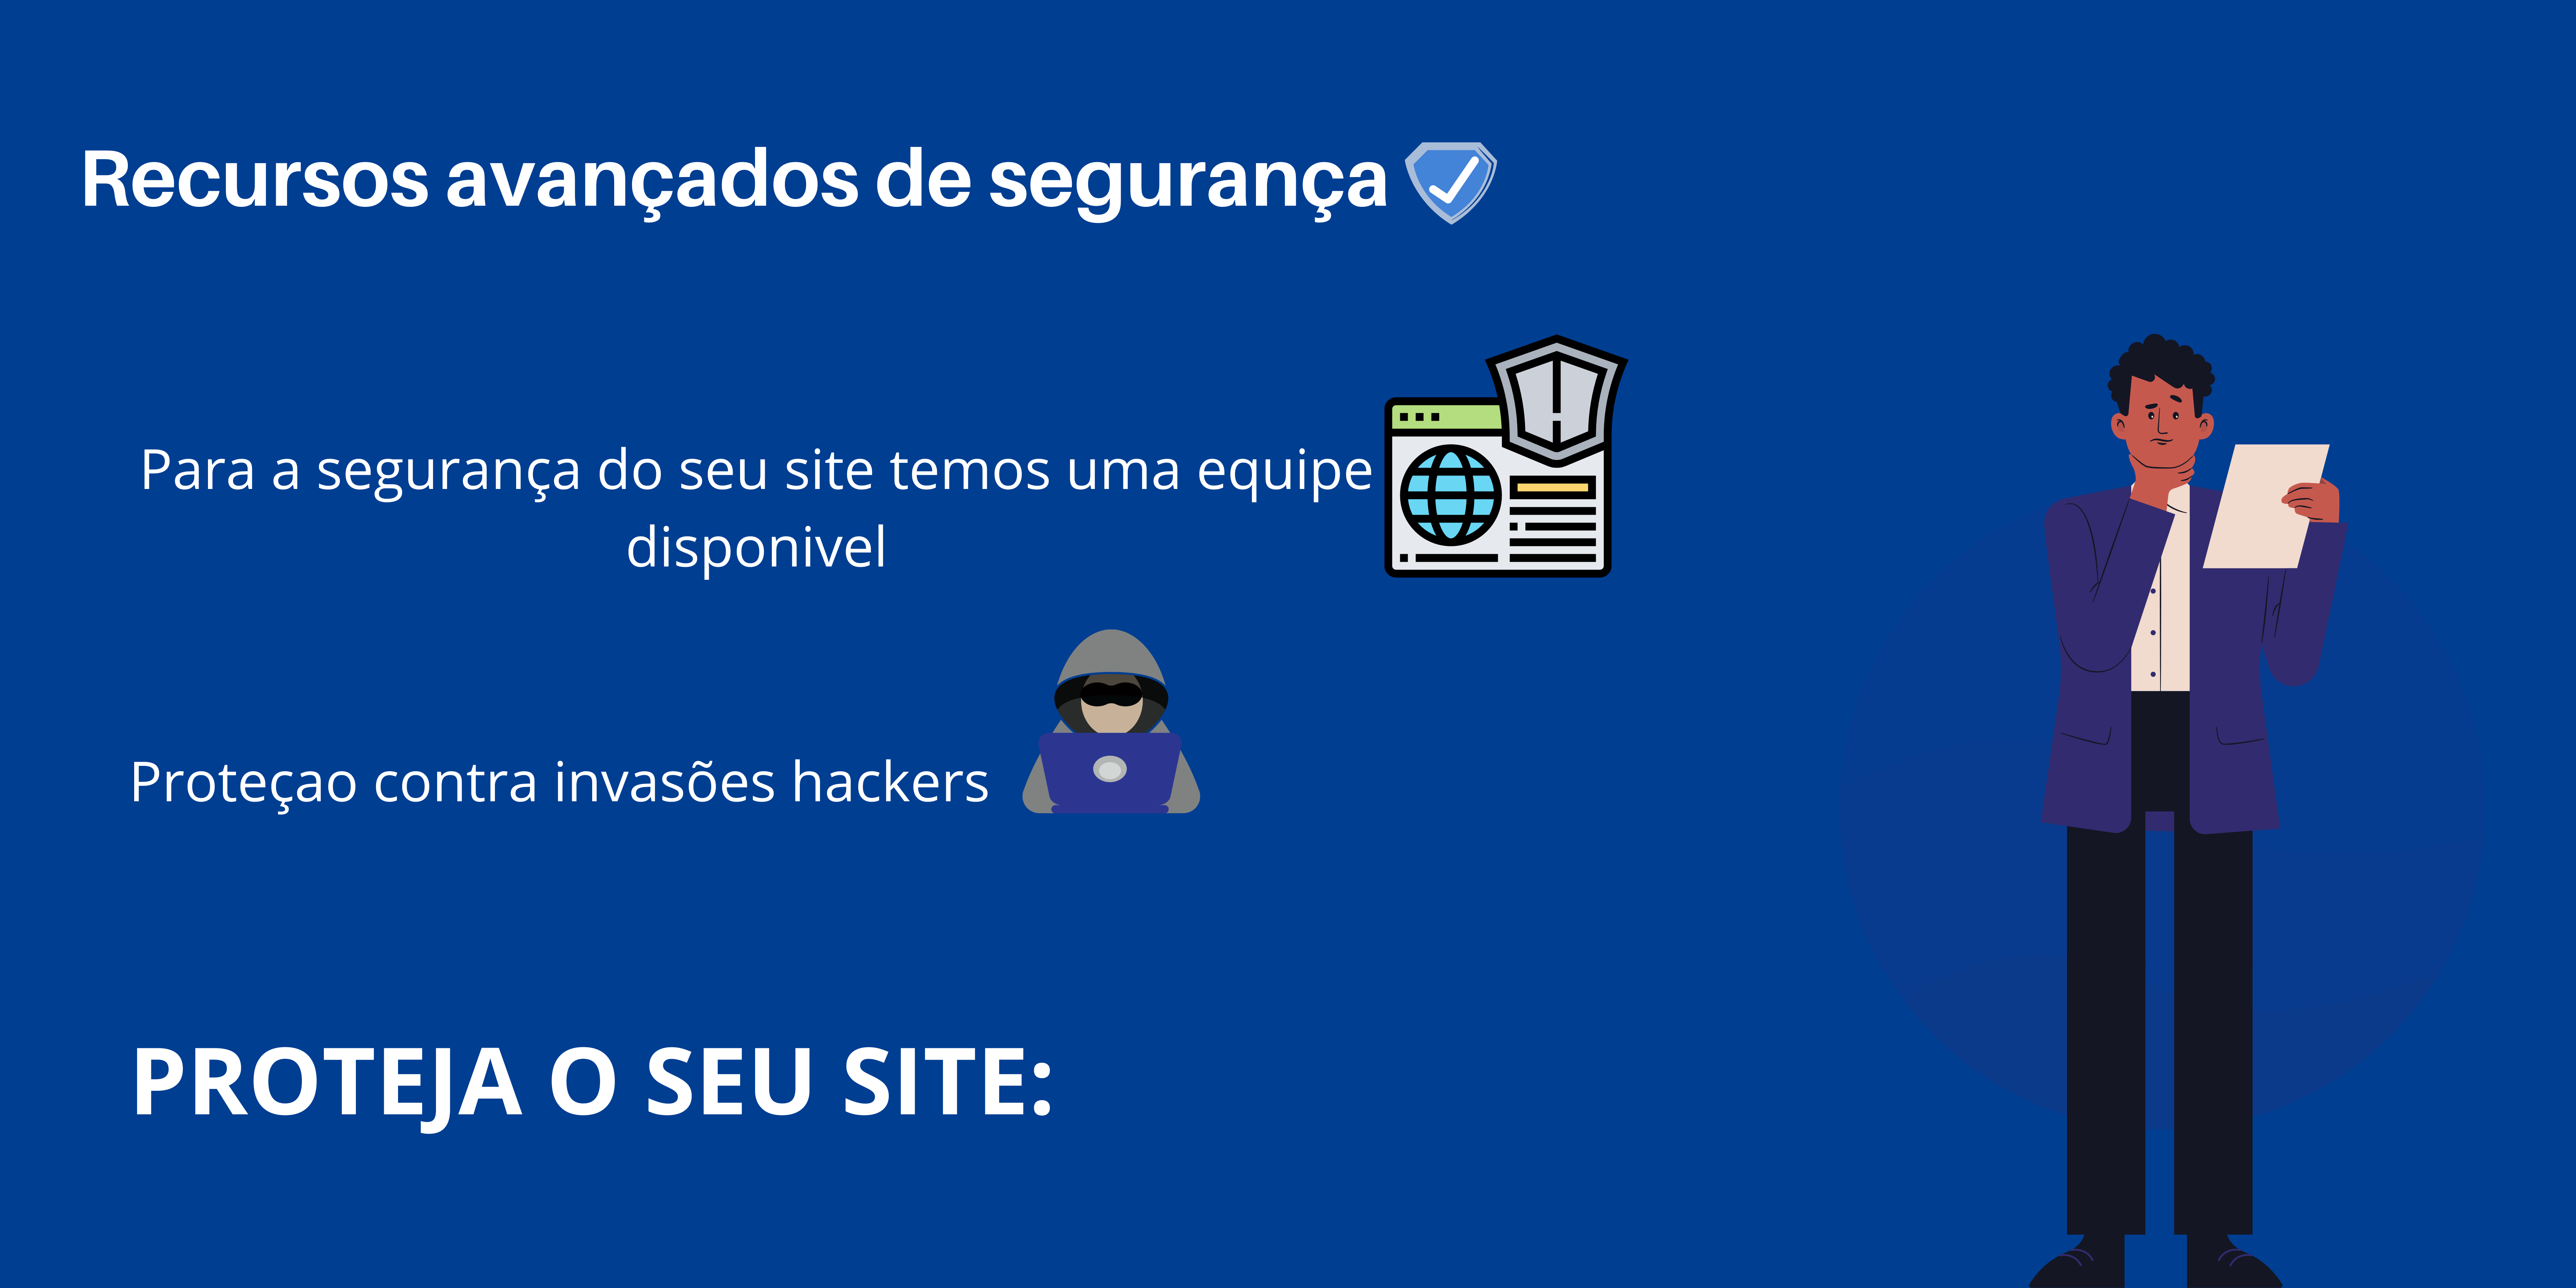 Recursos avançados de segurança
Para a segurança do seu site temos uma equipe
disponivel
Proteçao contra invasões hackers
PROTEJA O SEU SITE: